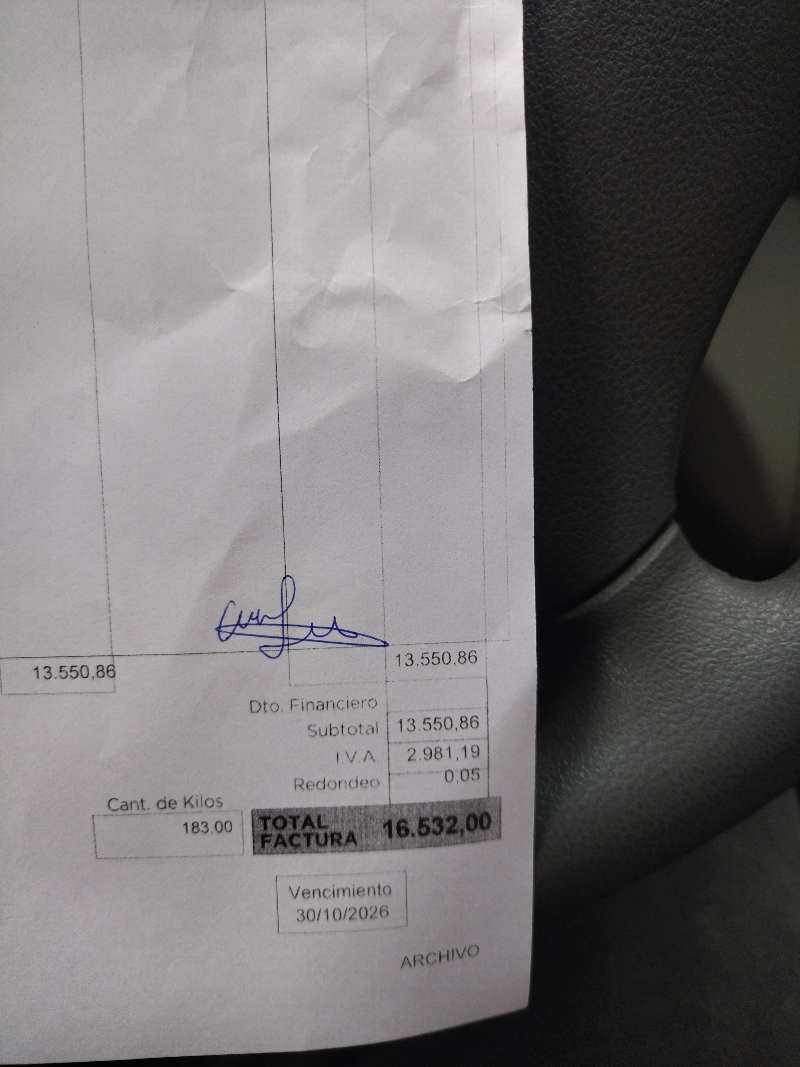 13.550,86 13.550,86
Dto. Financiero
Subtotal 13.550,86
I.V.A. 2.981,19
Redondeo 0,05
Cant. de Kilos
183,00
TOTAL FACTURA 16.532,00
Vencimiento
30/10/2026
ARCHIVO